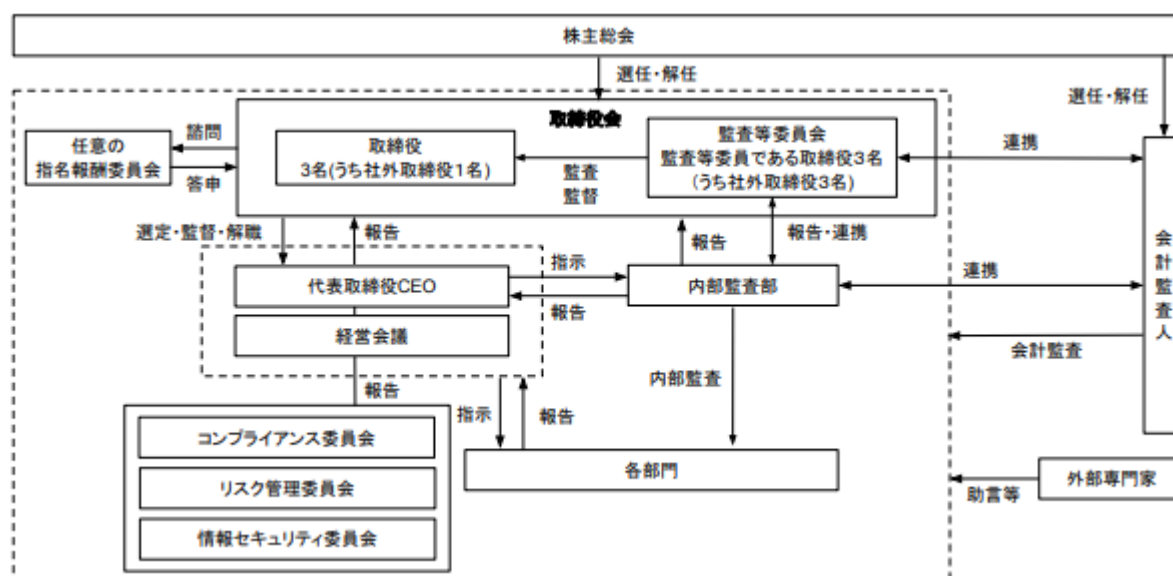 株主総会
選任・解任
選任・解任
取締役会
任意の
指名報酬委員会
諮問
答申
取締役
3名(うち社外取締役1名)
監査
監督
監査等委員会
監査等委員である取締役3名
(うち社外取締役3名)
連携
選定・監督・解職
報告
報告
報告・連携
代表取締役CEO
指示
報告
内部監査部
連携
会計監査人
経営会議
会計監査
報告
指示
報告
内部監査
コンプライアンス委員会
リスク管理委員会
情報セキュリティ委員会
各部門
助言等
外部専門家